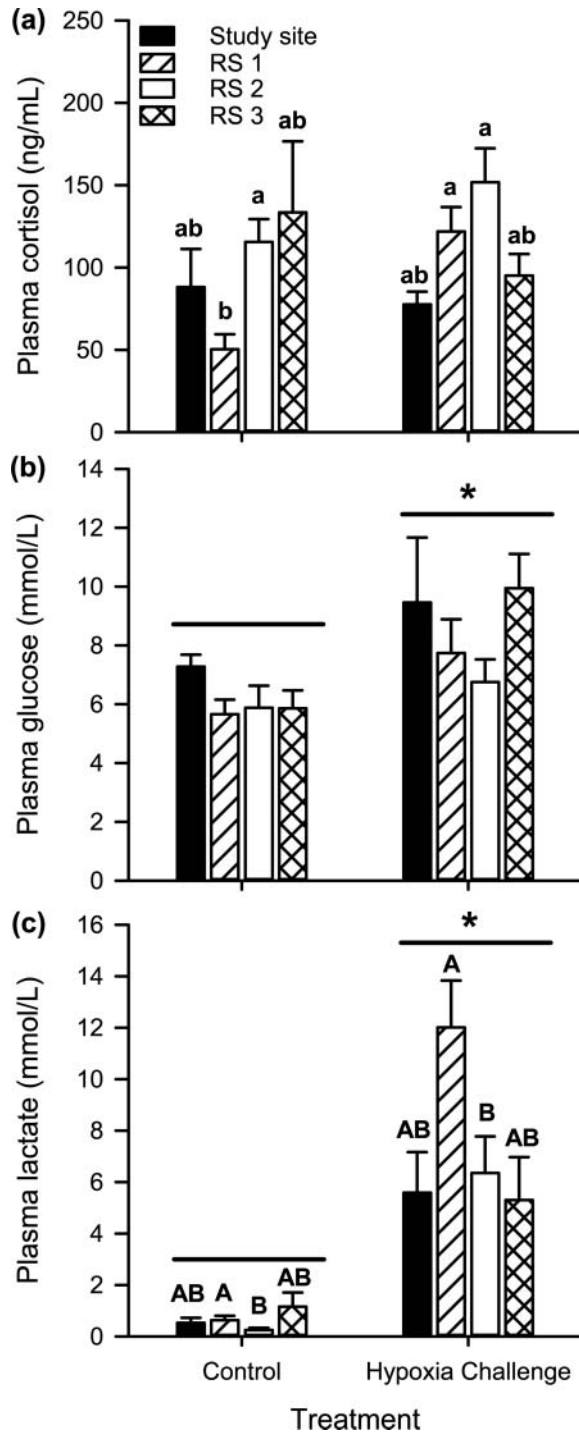 (a)
250
200
150
100
50
0
Plasma cortisol (ng/mL)
Study site
RS 1
RS 2
RS 3
ab
b
a
ab
ab
a
a
ab
(b)
14
12
10
8
6
4
2
0
Plasma glucose (mmol/L)
*
(c)
16
14
12
10
8
6
4
2
0
Plasma lactate (mmol/L)
*
AB
A
B
AB
AB
A
B
AB
Control
Hypoxia Challenge
Treatment